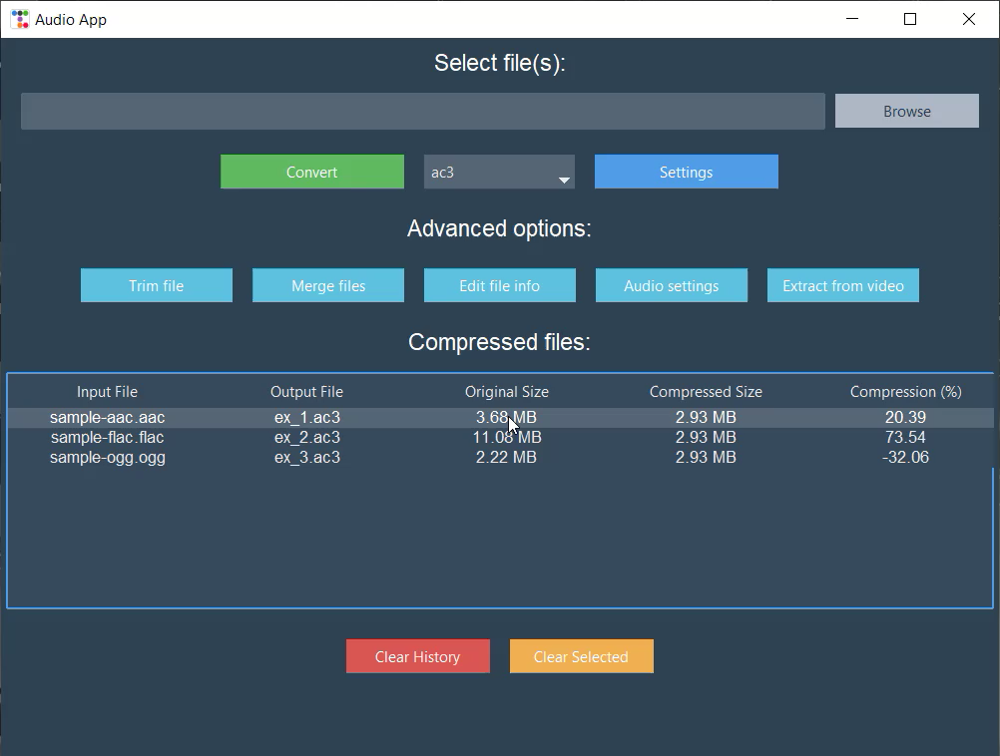 Audio App
Select file(s):
Browse
Convert ac3 Settings
Advanced options:
Trim file Merge files Edit file info Audio settings Extract from video
Compressed files:
Input File Output File Original Size Compressed Size Compression (%)
sample-aac.aac ex_1.ac3 3.68 MB 2.93 MB 20.39
sample-flac.flac ex_2.ac3 11.08 MB 2.93 MB 73.54
sample-ogg.ogg ex_3.ac3 2.22 MB 2.93 MB -32.06
Clear History Clear Selected